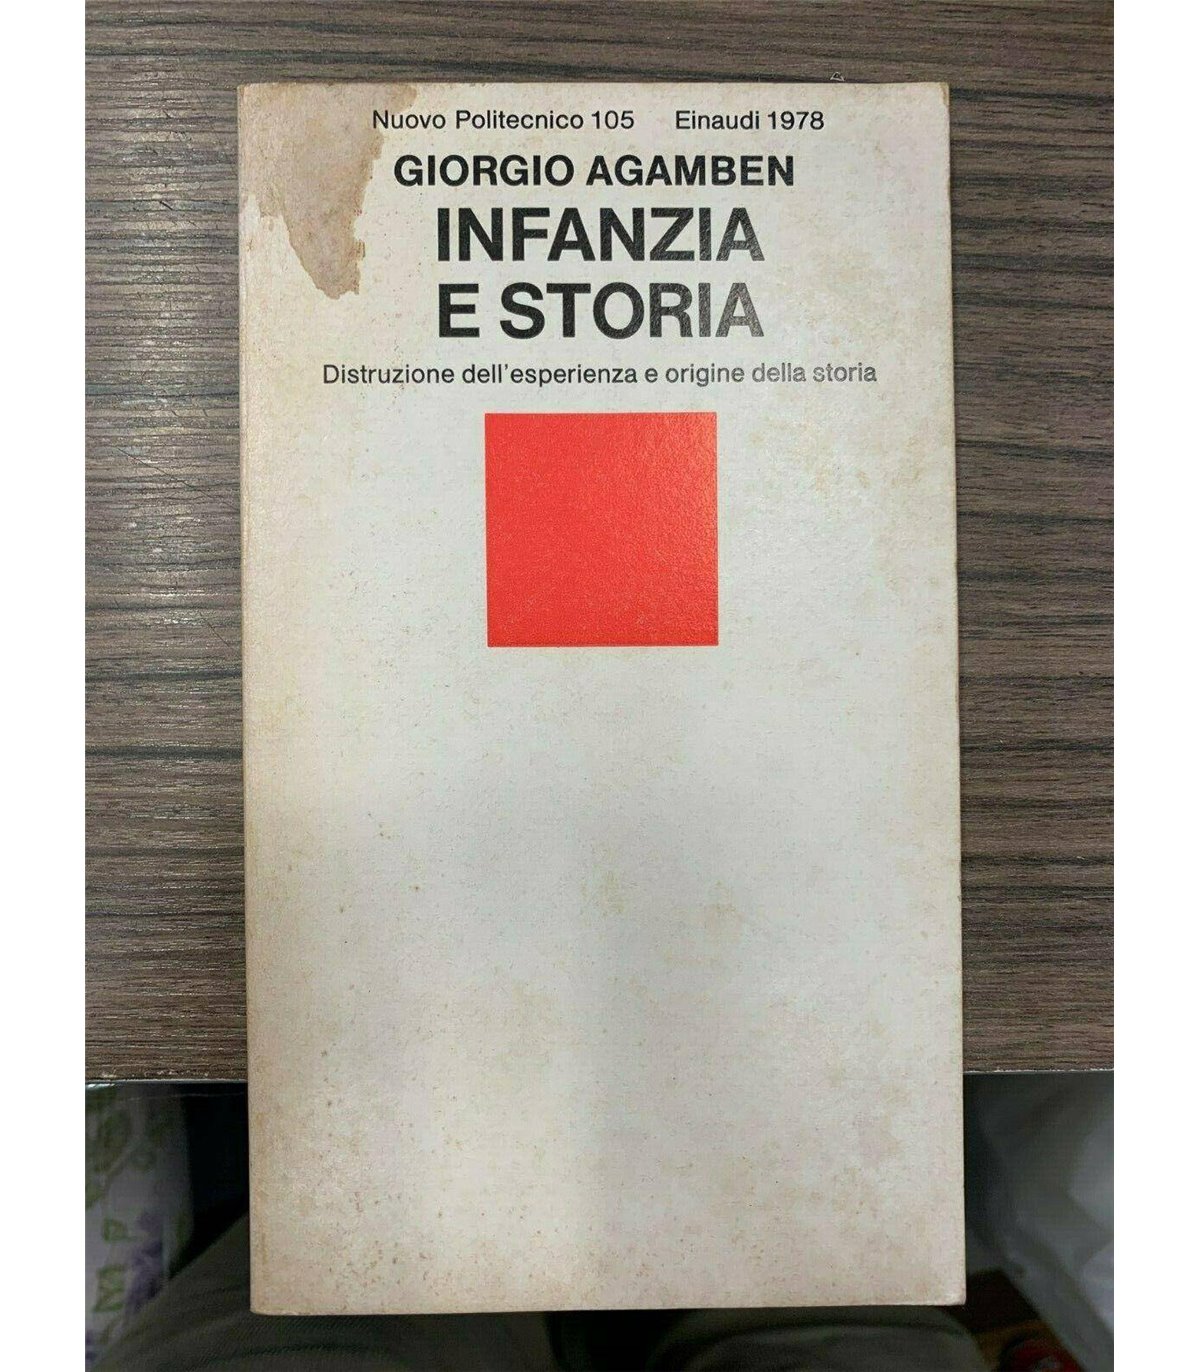 Nuovo Politecnico 105 Einaudi 1978
GIORGIO AGAMBEN
INFANZIA
E STORIA
Distruzione dell'esperienza e origine della storia